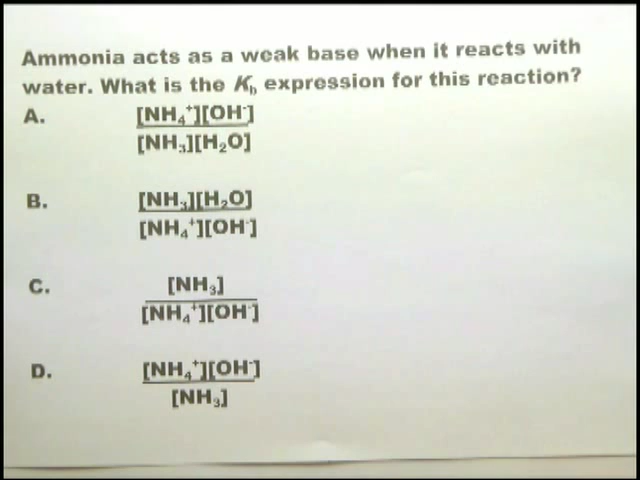 Ammonia acts as a weak base when it reacts with
water. What is the Kb expression for this reaction?
A. [NH4+][OH-]
[NH3][H2O]
B. [NH3][H2O]
[NH4+][OH-]
C. [NH3]
[NH4+][OH-]
D. [NH4+][OH-]
[NH3]